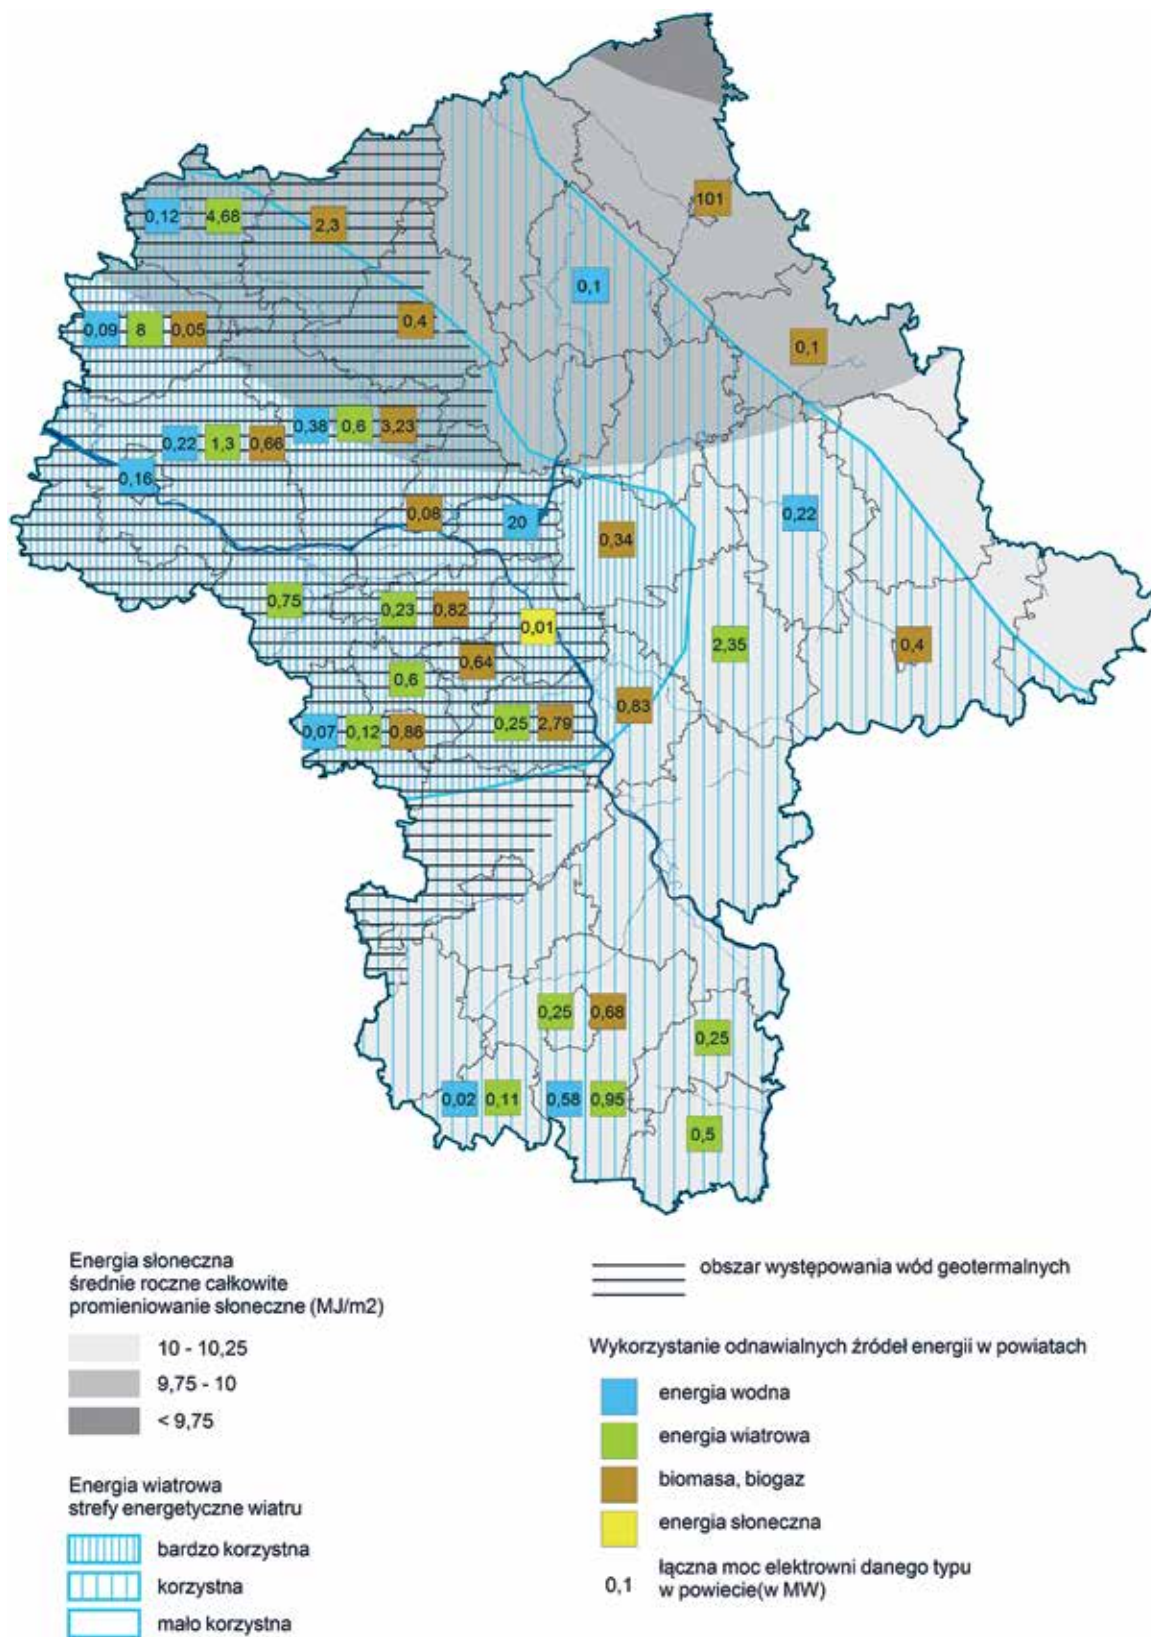 101
0,12 4,68 2,3
0,1
0,09 8 0,05 0,4
0,1
0,38 0,6 3,23
0,22 1,3 0,66
0,16
0,08 20 0,22
0,34
0,75 0,23 0,82
0,01
2,35 0,4
0,64
0,6
0,83
0,07 0,12 0,86 0,25 2,79
0,25 0,68
0,25
0,02 0,11 0,58 0,95
0,5
Energia słoneczna
średnie roczne całkowite
promieniowanie słoneczne (MJ/m2)
10 - 10,25
9,75 - 10
< 9,75
Energia wiatrowa
strefy energetyczne wiatru
bardzo korzystna
korzystna
mało korzystna
obszar występowania wód geotermalnych
Wykorzystanie odnawialnych źródeł energii w powiatach
energia wodna
energia wiatrowa
biomasa, biogaz
energia słoneczna
0,1 łączna moc elektrowni danego typu
w powiecie(w MW)